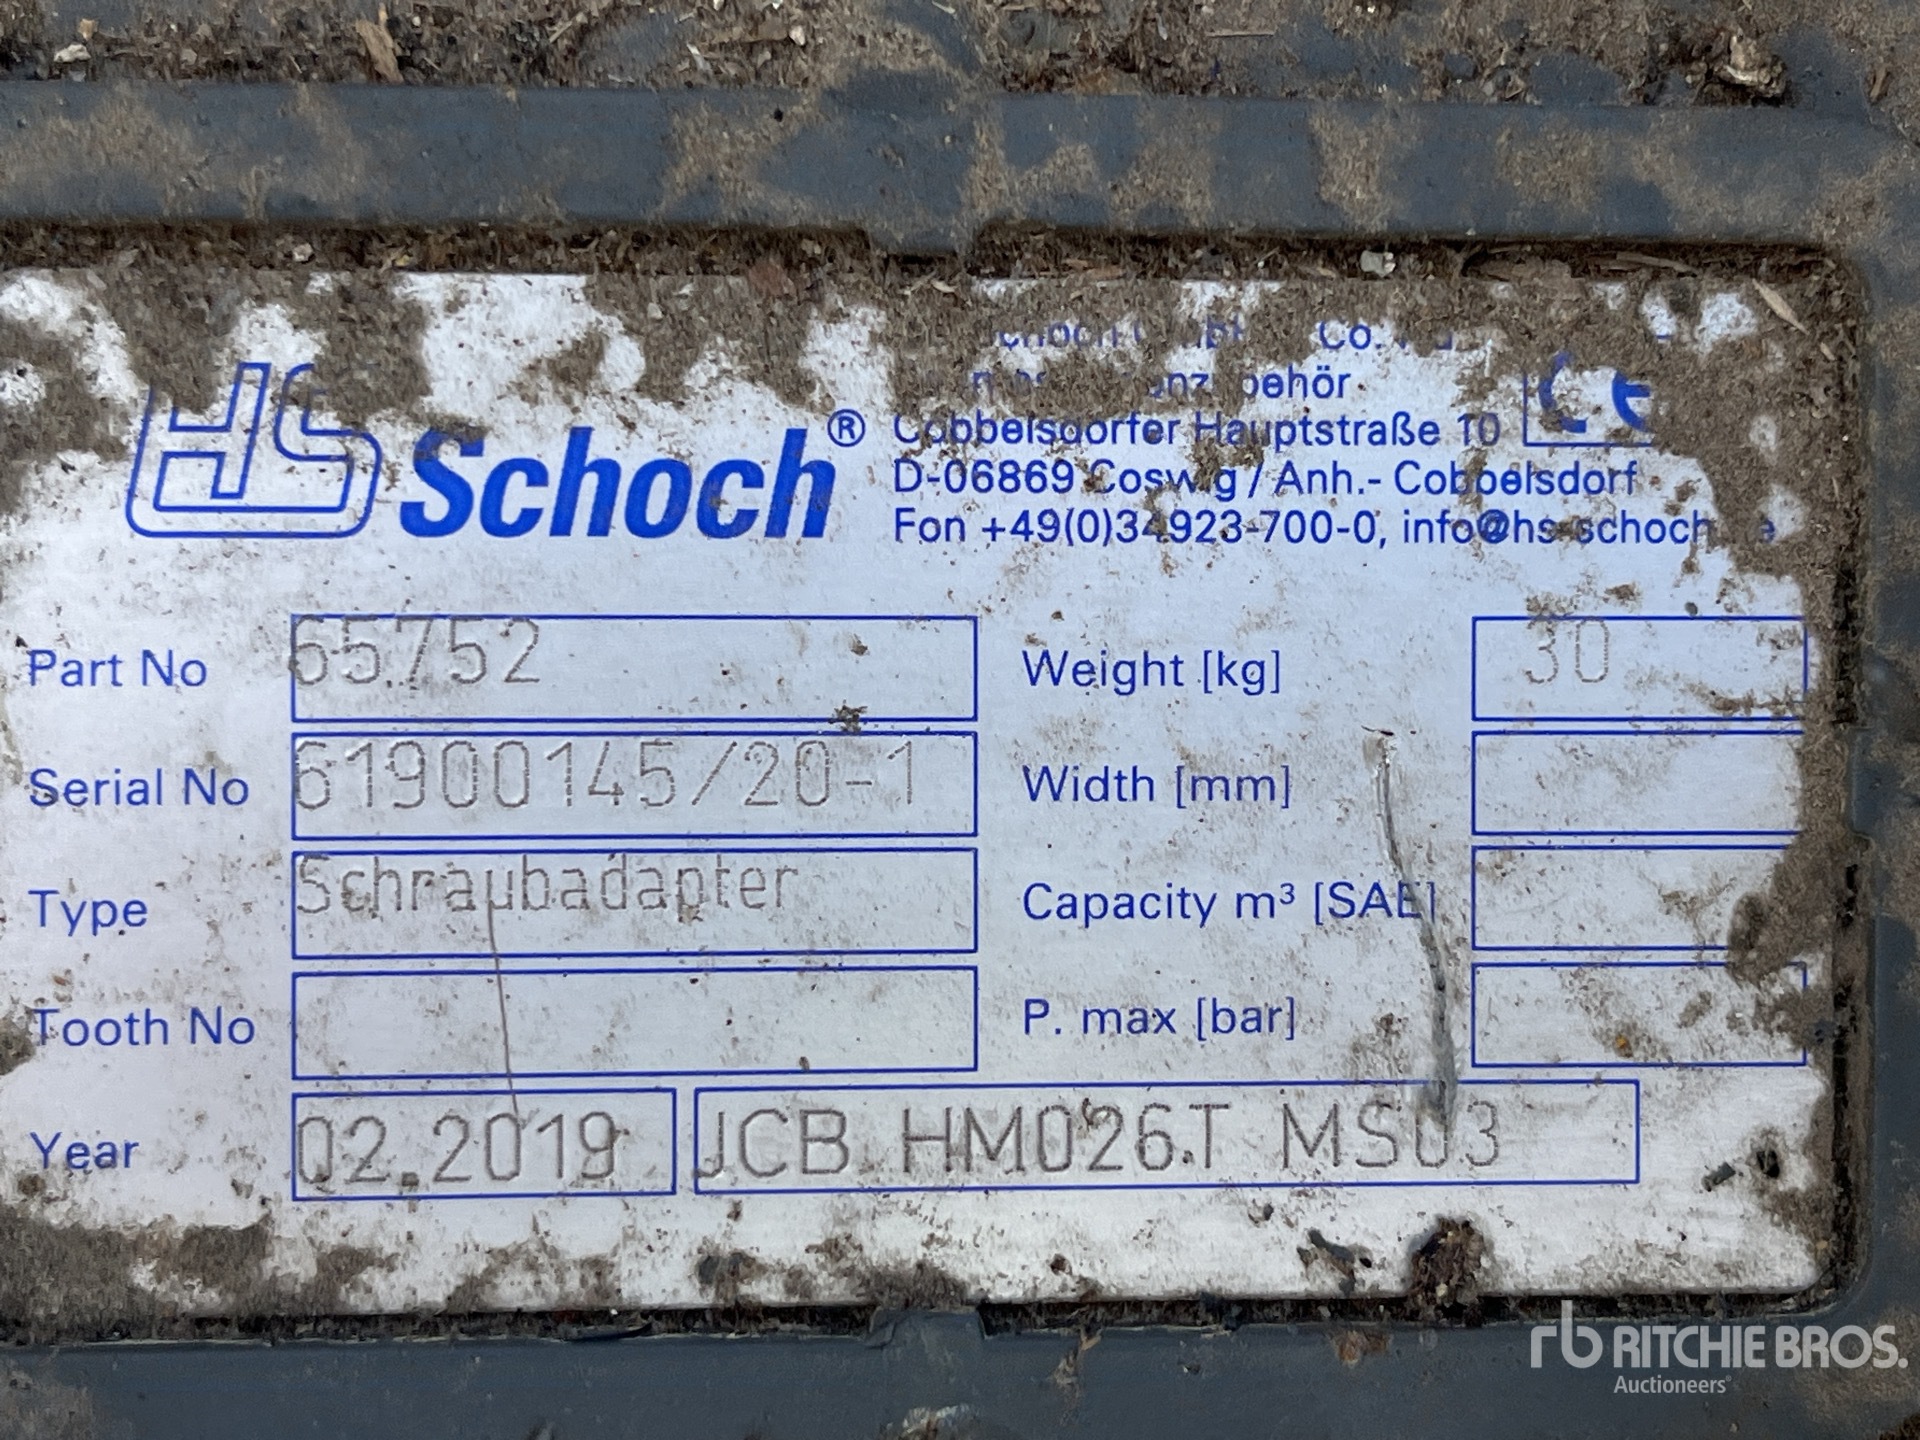 HS Schoch®
Co.
Cobbelsdorfer Hauptstraße 10
D-06869 Coswig / Anh.- Cobbelsdorf
Fon +49(0)34923-700-0,
CE
Part No 65752 Weight [kg] 30
Serial No 61900145/20-1 Width [mm]
Type Schraubadapter Capacity m³ [SAE]
Tooth No P. max [bar]
Year 02.2019 JCB HM026T MS03
rb RITCHIE BROS.
Auctioneers